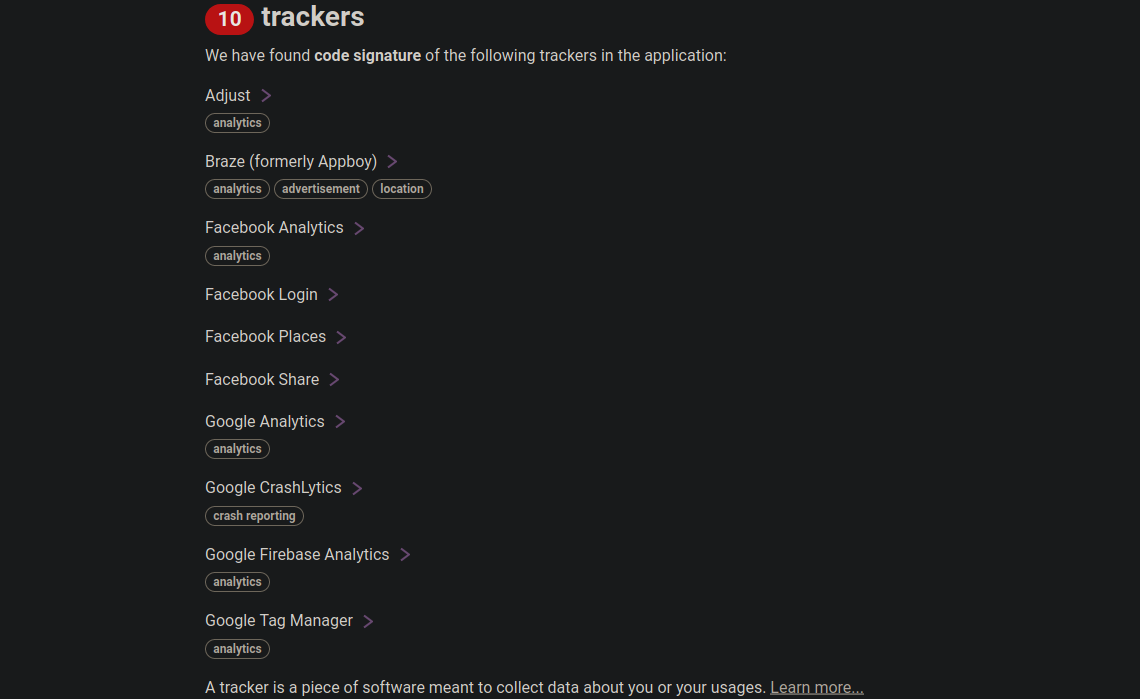 10 trackers
We have found code signature of the following trackers in the application:
Adjust
analytics
Braze (formerly Appboy)
analytics advertisement location
Facebook Analytics
analytics
Facebook Login
Facebook Places
Facebook Share
Google Analytics
analytics
Google CrashLytics
crash reporting
Google Firebase Analytics
analytics
Google Tag Manager
analytics
A tracker is a piece of software meant to collect data about you or your usages. Learn more...